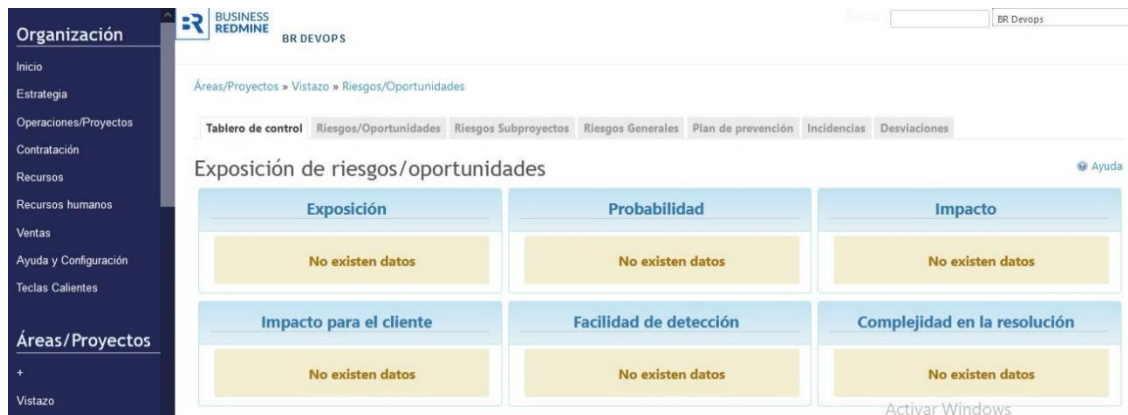 Organización
Inicio
Estrategia
Operaciones/Proyectos
Contratación
Recursos
Recursos humanos
Ventas
Ayuda y Configuración
Teclas Calientes
Áreas/Proyectos
+
Vistazo
BR BUSINESS
REDMINE
BR DEVOPS
BR Devops
Áreas/Proyectos » Vistazo » Riesgos/Oportunidades
Tablero de control Riesgos/Oportunidades Riesgos Subproyectos Riesgos Generales Plan de prevención Incidencias Desviaciones
Exposición de riesgos/oportunidades
Ayuda
Exposición Probabilidad Impacto
No existen datos No existen datos No existen datos
Impacto para el cliente Facilidad de detección Complejidad en la resolución
No existen datos No existen datos No existen datos
Activar Windows